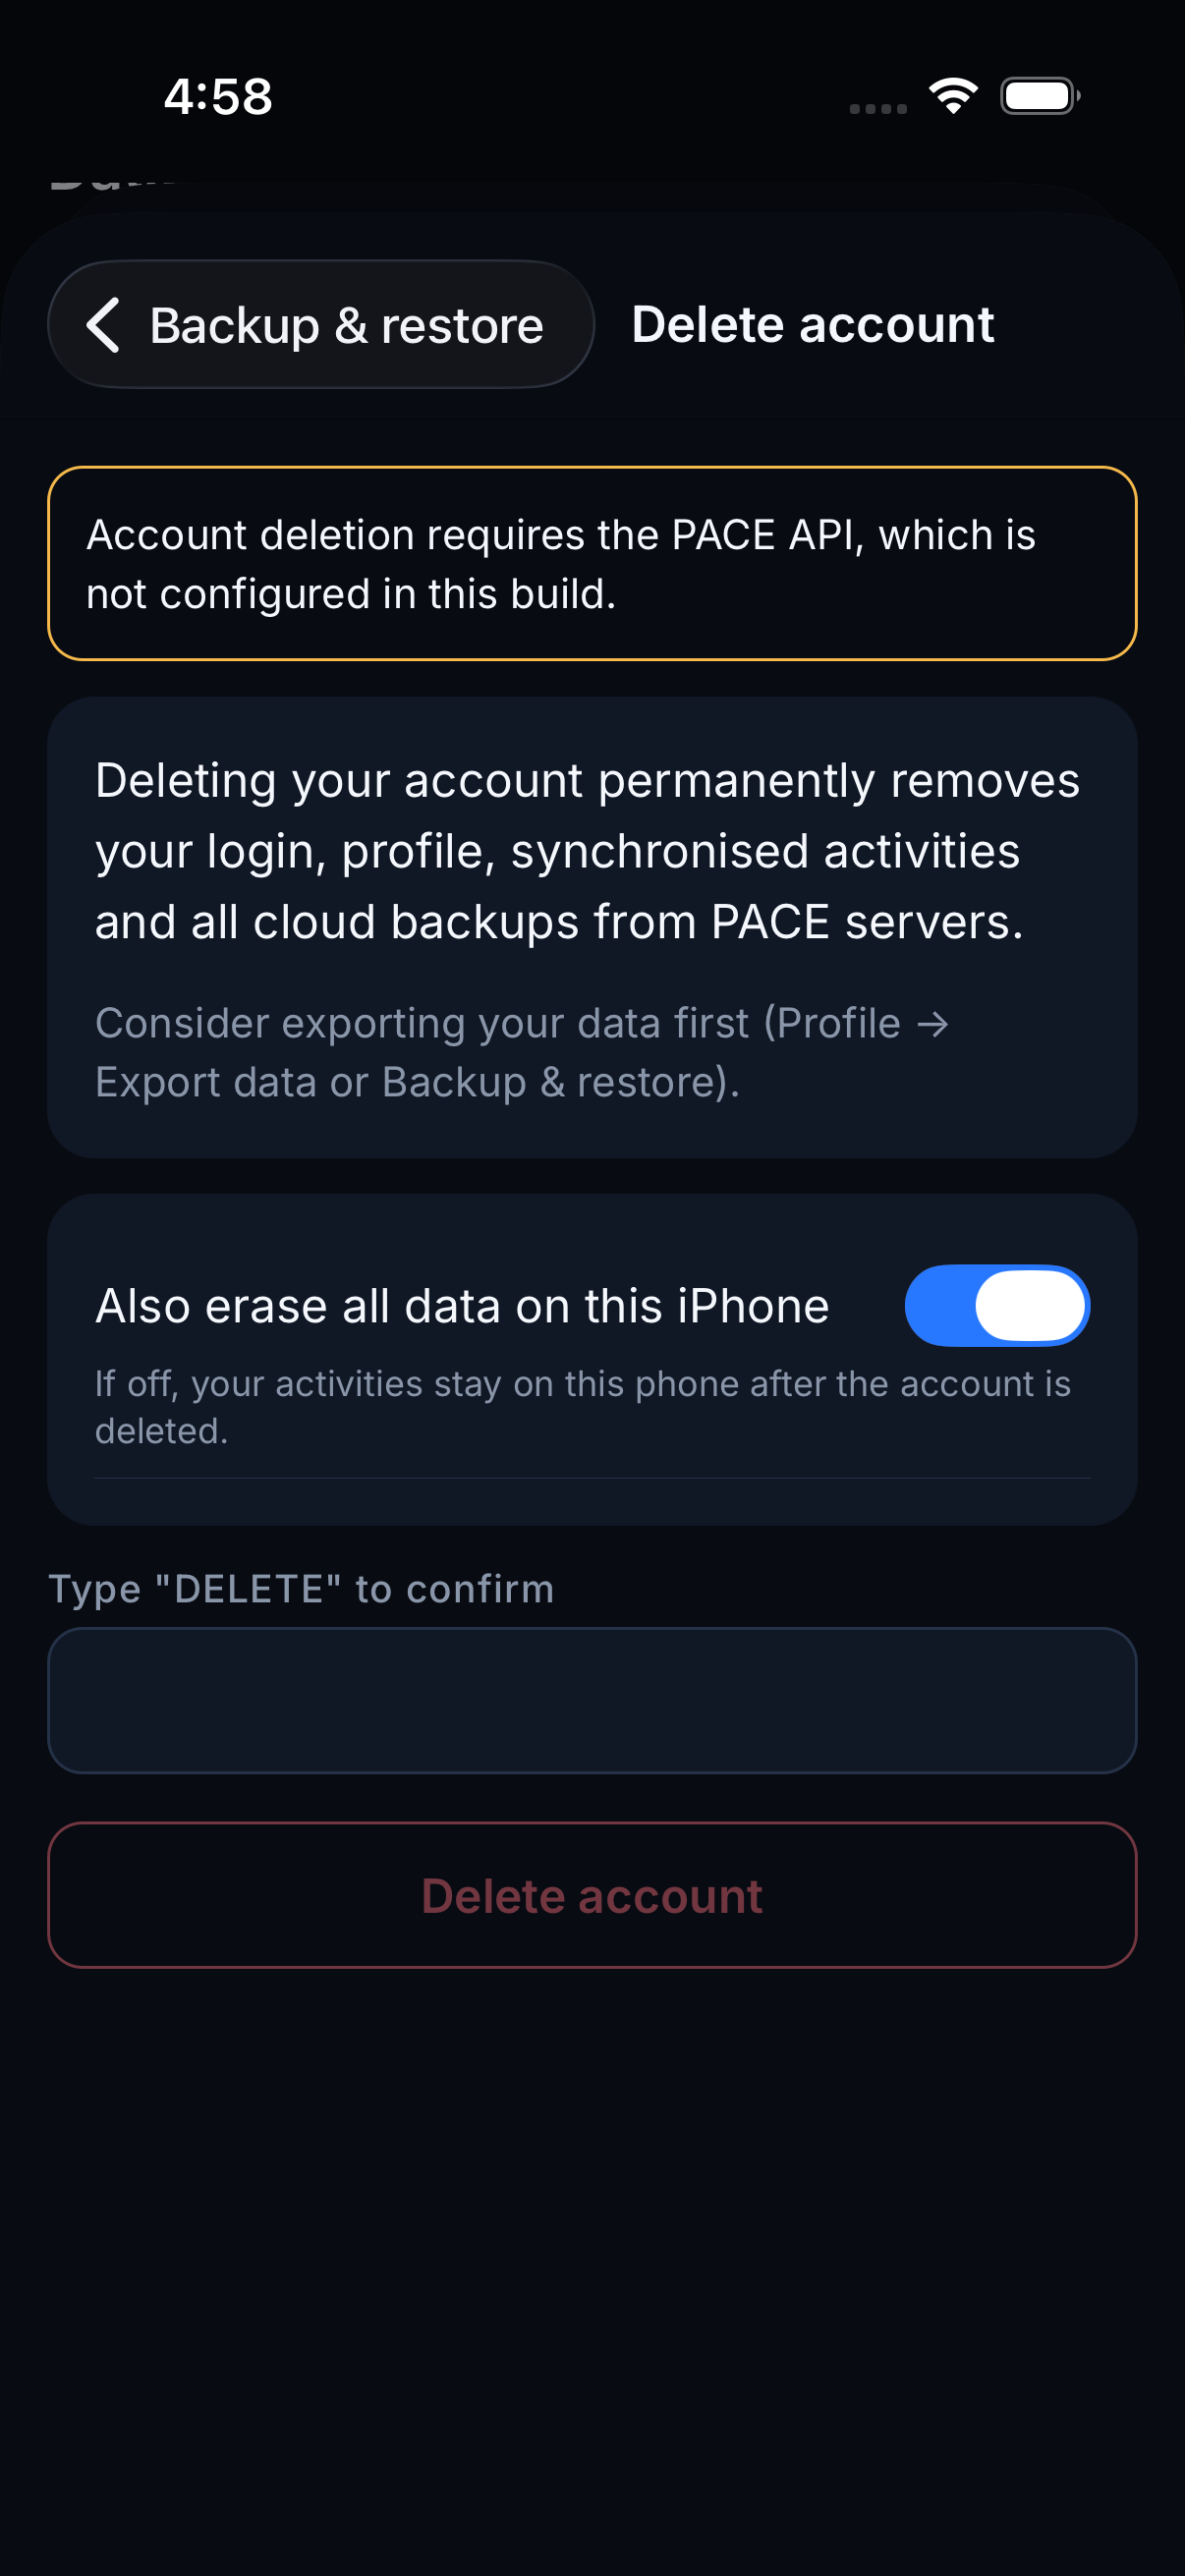 4:58
Backup & restore
Delete account
Account deletion requires the PACE API, which is
not configured in this build.
Deleting your account permanently removes
your login, profile, synchronised activities
and all cloud backups from PACE servers.
Consider exporting your data first (Profile →
Export data or Backup & restore).
Also erase all data on this iPhone
If off, your activities stay on this phone after the account is
deleted.
Type "DELETE" to confirm
Delete account